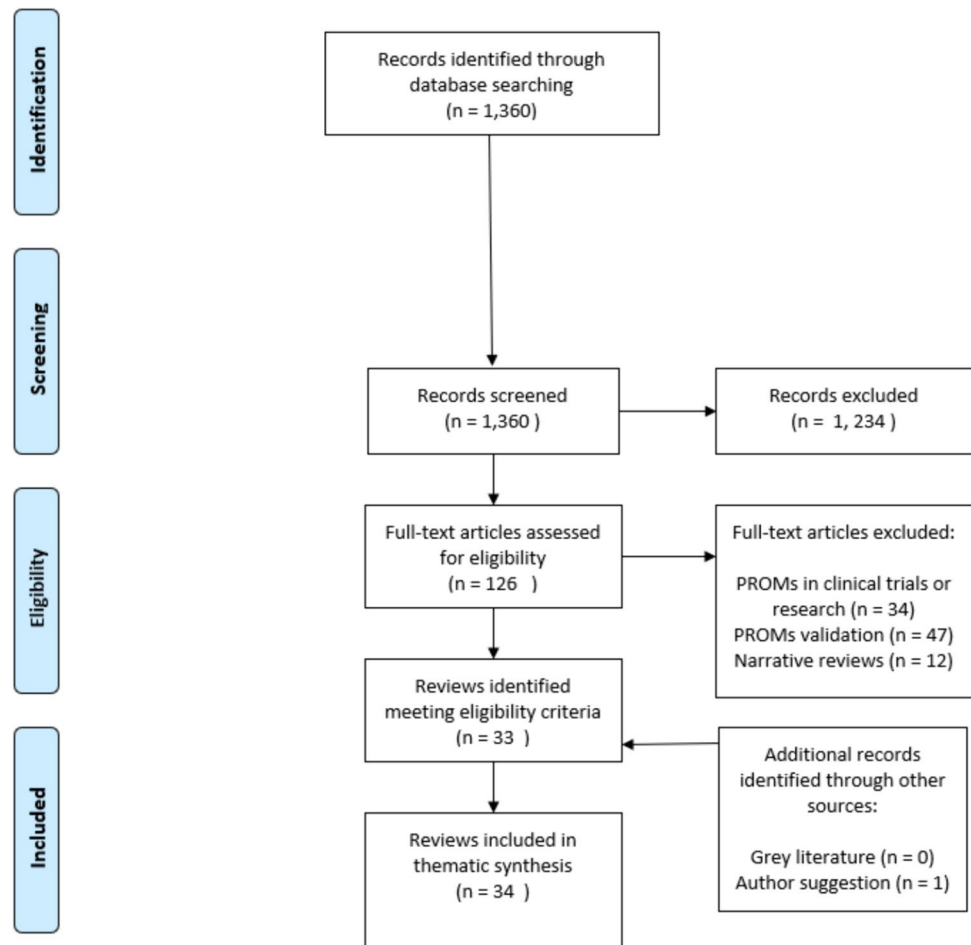 Identification
Records identified through
database searching
(n = 1,360)
Screening
Records screened
(n = 1,360 )
Records excluded
(n =  1, 234 )
Eligibility
Full-text articles assessed
for eligibility
(n = 126   )
Full-text articles excluded:
PROMs in clinical trials or
research (n = 34)
PROMs validation (n = 47)
Narrative reviews (n = 12)
Reviews identified
meeting eligibility criteria
(n = 33   )
Included
Additional records
identified through other
sources:
Grey literature (n = 0)
Author suggestion (n = 1)
Reviews included in
thematic synthesis
(n = 34  )